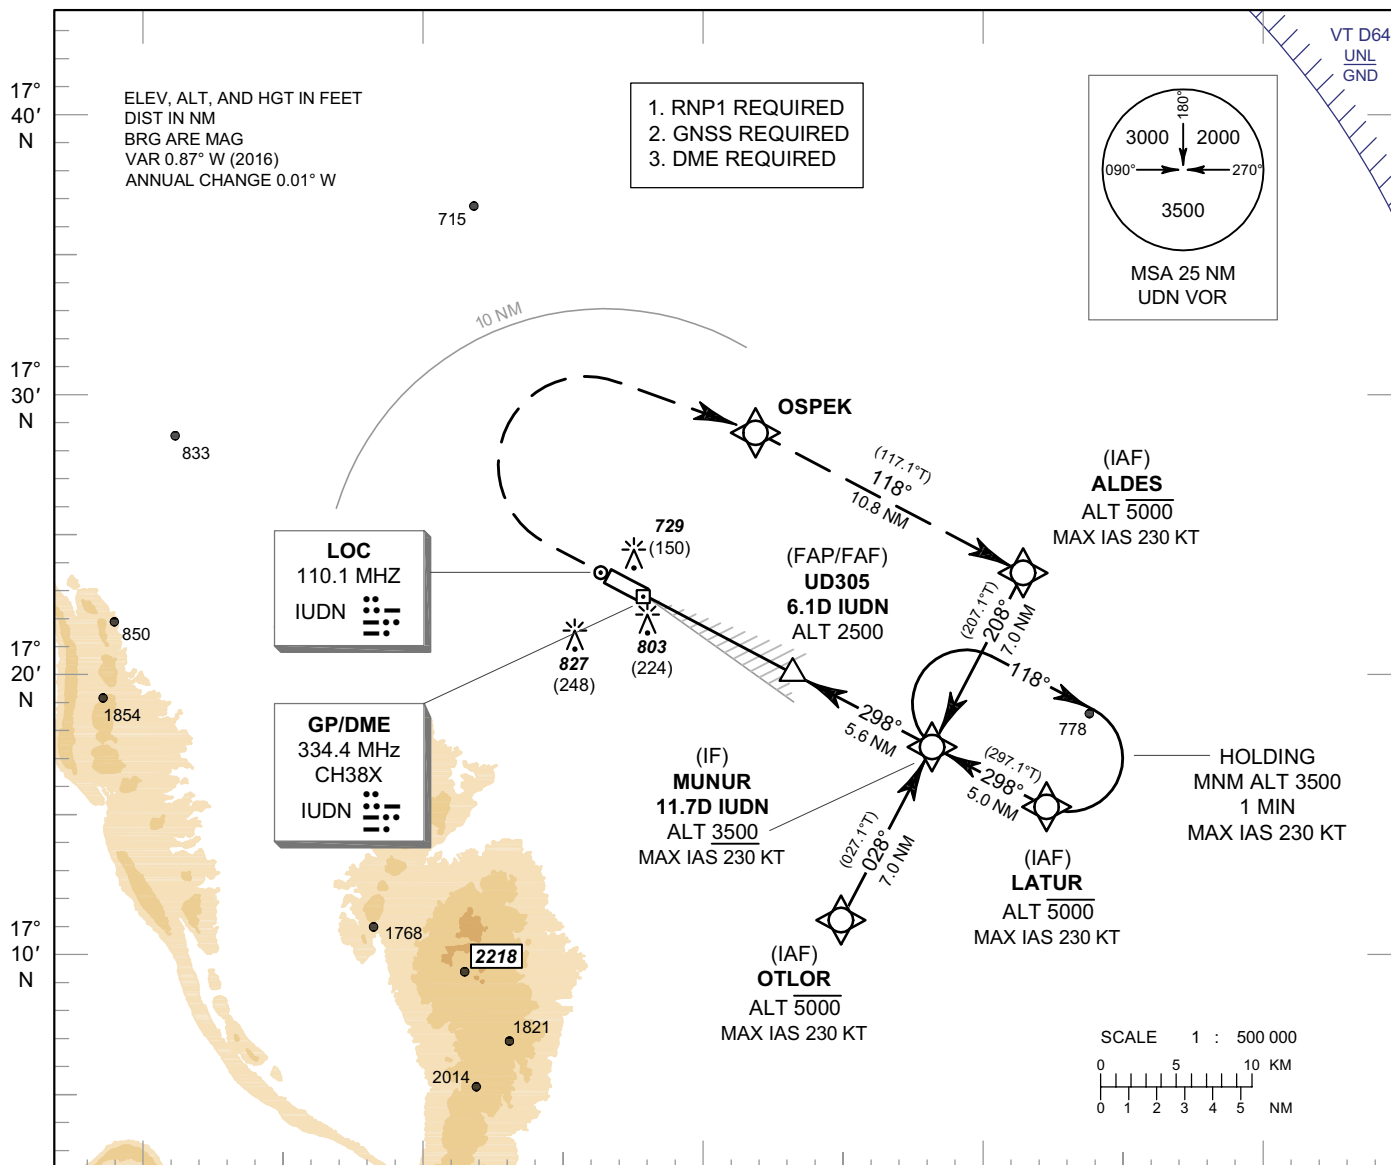 ELEV, ALT, AND HGT IN FEET
DIST IN NM
BRG ARE MAG
VAR 0.87° W (2016)
ANNUAL CHANGE 0.01° W
1. RNP1 REQUIRED
2. GNSS REQUIRED
3. DME REQUIRED
VT D64
UNL
GND
180°
3000
2000
090°
270°
3500
MSA 25 NM
UDN VOR
17°
40′
N
17°
30′
N
17°
20′
N
17°
10′
N
715
10 NM
833
OSPEK
(117.1°T)
118°
10.8 NM
(IAF)
ALDES
ALT 5000
MAX IAS 230 KT
729
(150)
LOC
110.1 MHZ
IUDN
(FAP/FAF)
UD305
6.1D IUDN
ALT 2500
(207.1°T)
208°
7.0 NM
850
827
(248)
803
(224)
118°
778
1854
GP/DME
334.4 MHz
CH38X
IUDN
298°
5.6 NM
(IF)
MUNUR
11.7D IUDN
ALT 3500
MAX IAS 230 KT
(297.1°T)
298°
5.0 NM
HOLDING
MNM ALT 3500
1 MIN
MAX IAS 230 KT
(027.1°T)
028°
7.0 NM
(IAF)
LATUR
ALT 5000
MAX IAS 230 KT
1768
2218
(IAF)
OTLOR
ALT 5000
MAX IAS 230 KT
1821
2014
SCALE 1 : 500 000
0 5 10 KM
0 1 2 3 4 5 NM